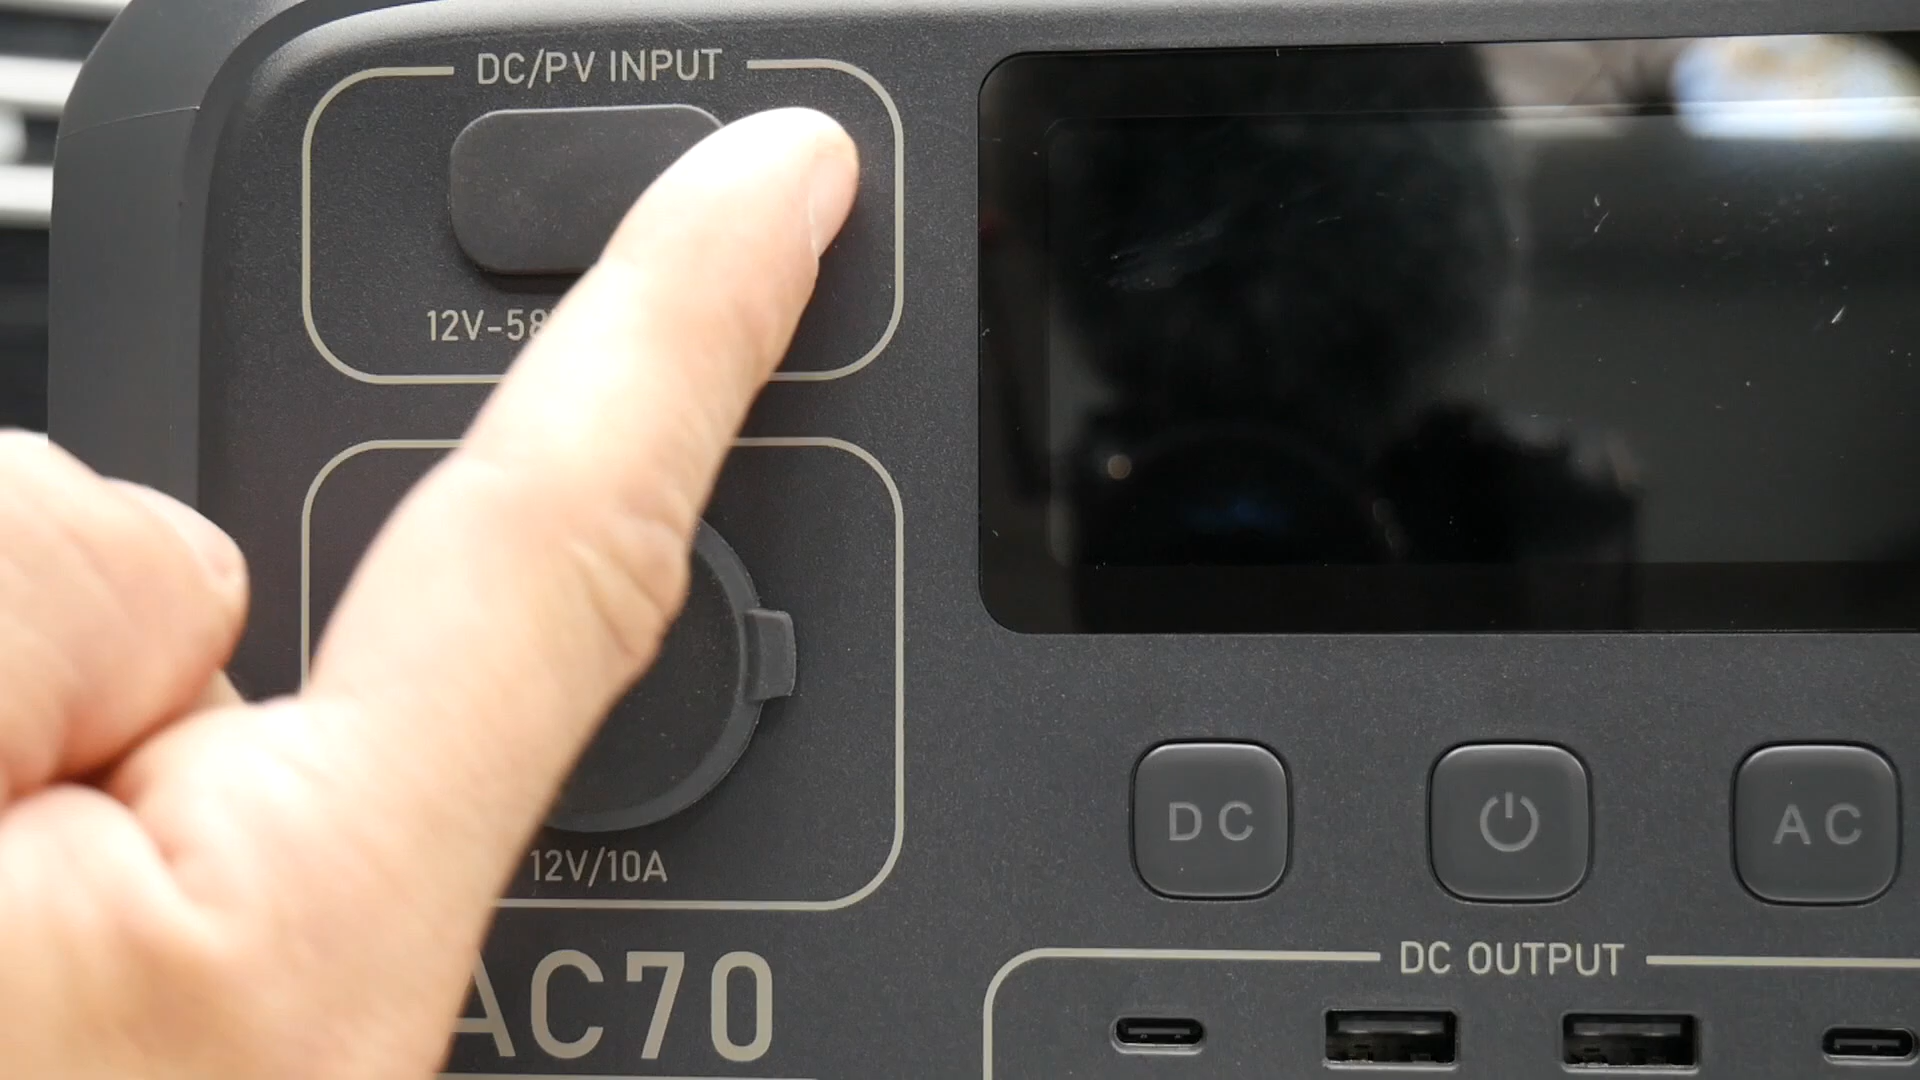 DC/PV INPUT
12V-58
12V/10A
AC70
DC
AC
DC OUTPUT